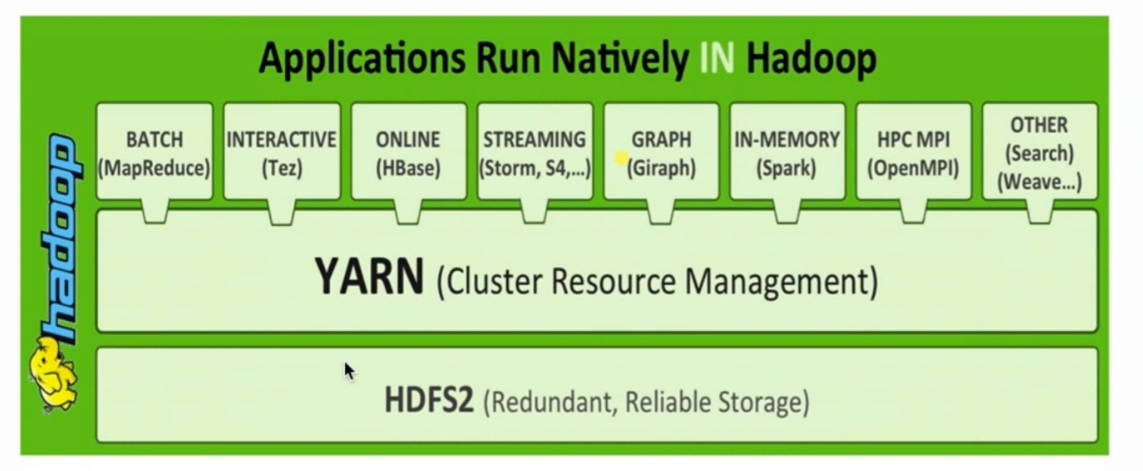 Applications Run Natively IN Hadoop
hadoop
BATCH
(MapReduce)
INTERACTIVE
(Tez)
ONLINE
(HBase)
STREAMING
(Storm, S4,...)
GRAPH
(Giraph)
IN-MEMORY
(Spark)
HPC MPI
(OpenMPI)
OTHER
(Search)
(Weave...)
YARN (Cluster Resource Management)
HDFS2 (Redundant, Reliable Storage)